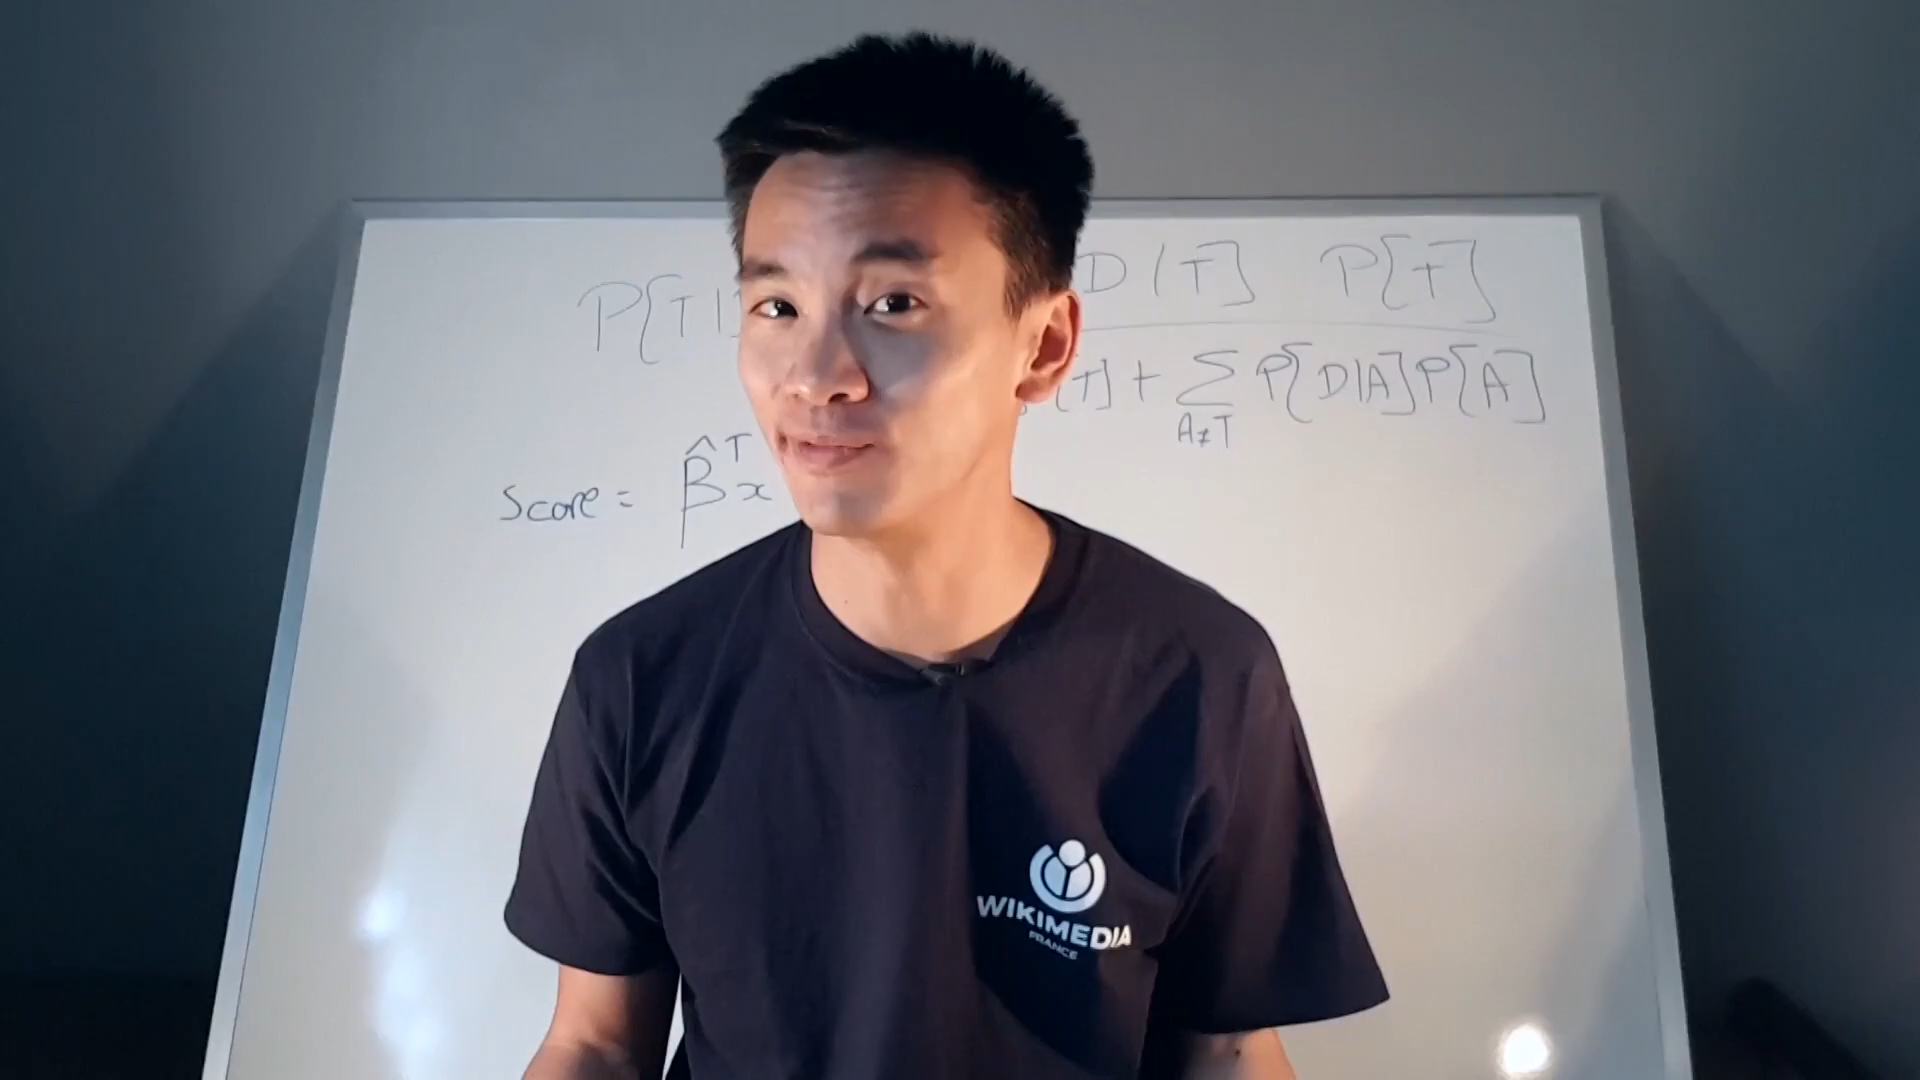 P[T|D | T] P[T]
[T] + ∑ P[D|A]P[A]
A≠T
Score = β̂ᵀx
WIKIMEDIA
FRANCE